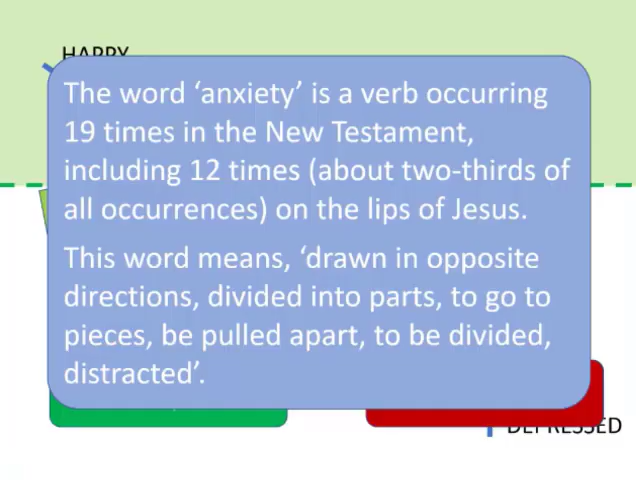 HAPPY
The word ‘anxiety’ is a verb occurring
19 times in the New Testament,
including 12 times (about two-thirds of
all occurrences) on the lips of Jesus.
This word means, ‘drawn in opposite
directions, divided into parts, to go to
pieces, be pulled apart, to be divided,
distracted’.
DEPRESSED